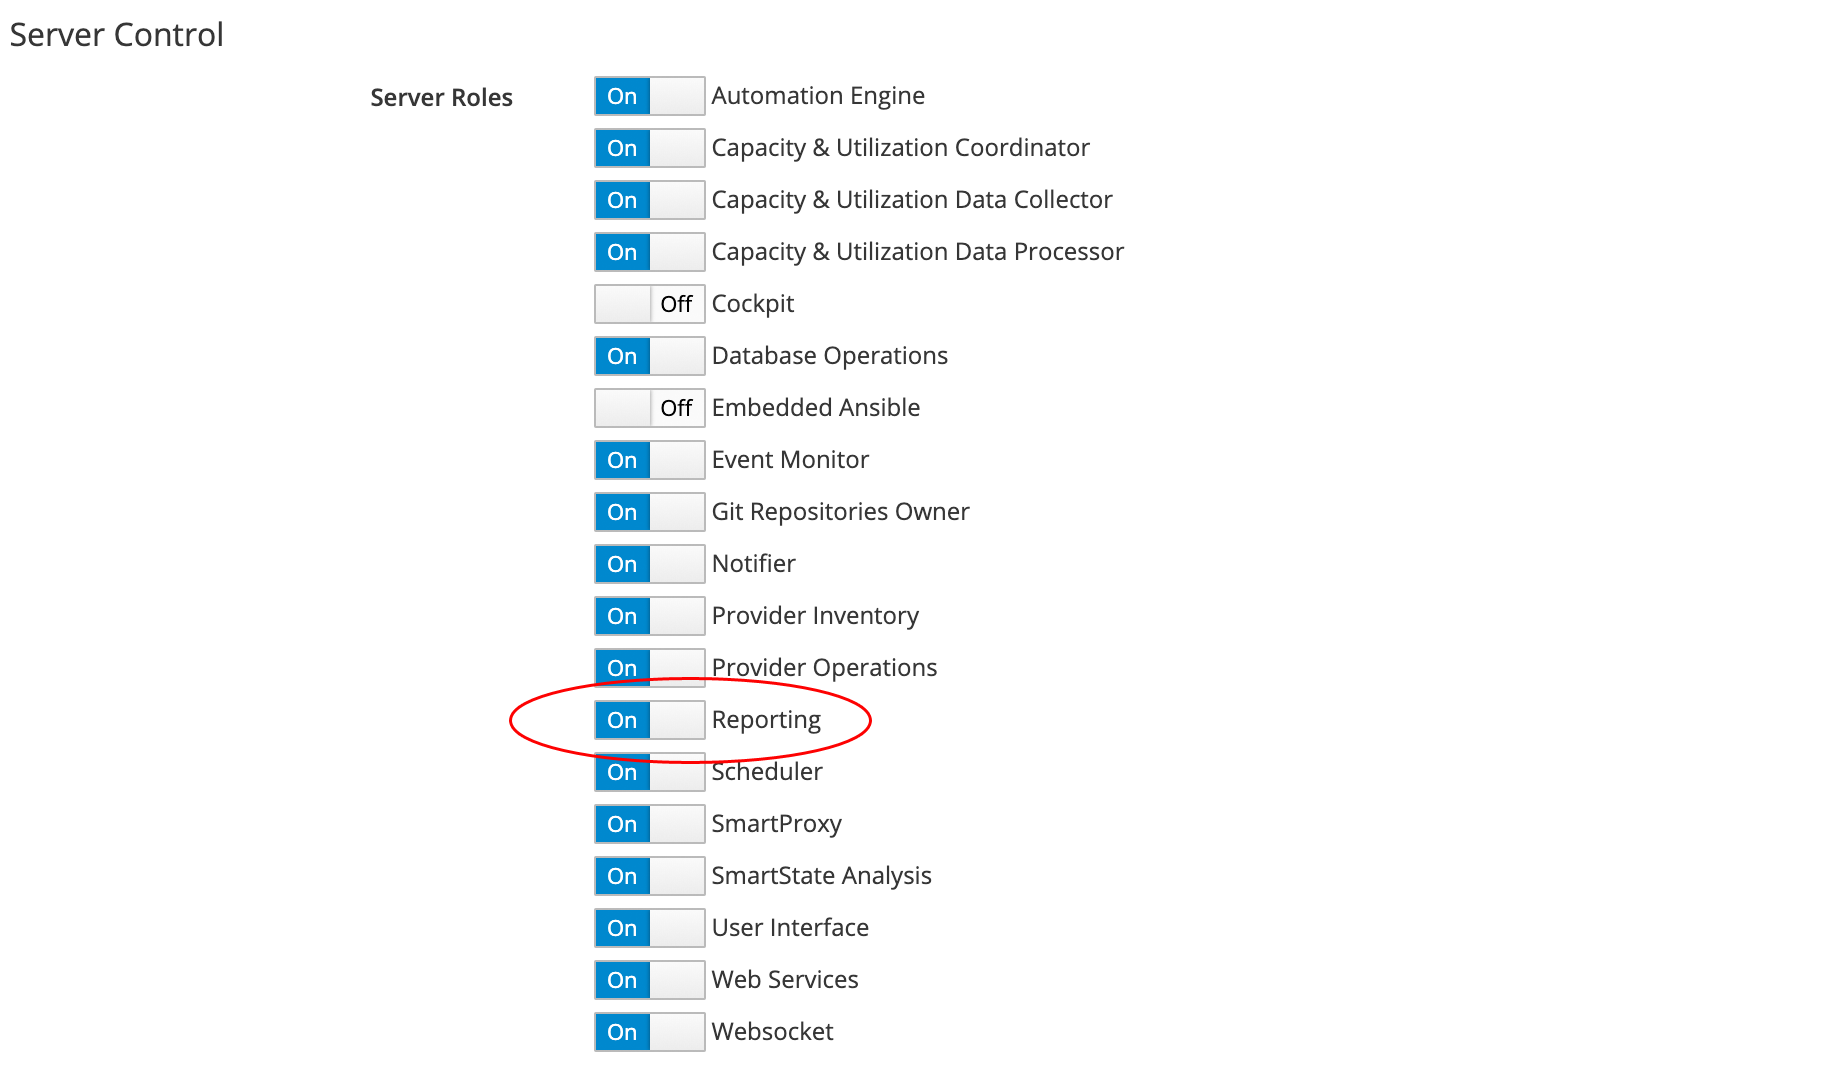 Server Control
Server Roles On Automation Engine
On Capacity & Utilization Coordinator
On Capacity & Utilization Data Collector
On Capacity & Utilization Data Processor
Off Cockpit
On Database Operations
Off Embedded Ansible
On Event Monitor
On Git Repositories Owner
On Notifier
On Provider Inventory
On Provider Operations
On Reporting
On Scheduler
On SmartProxy
On SmartState Analysis
On User Interface
On Web Services
On Websocket